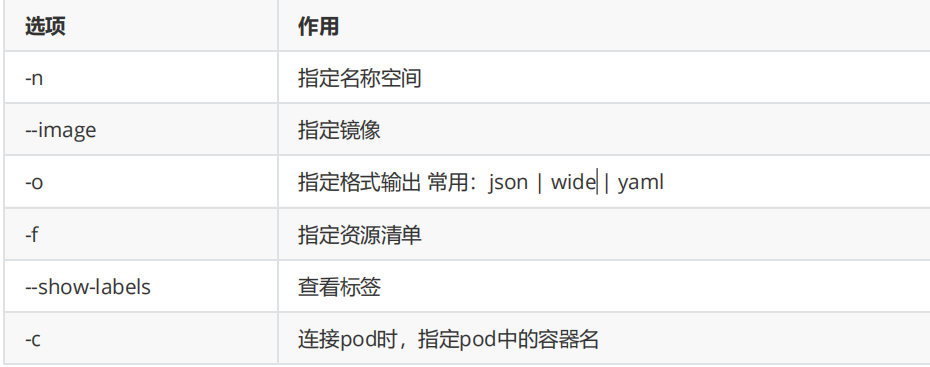 选项 作用
-n 指定名称空间
--image 指定镜像
-o 指定格式输出 常用：json | wide | yaml
-f 指定资源清单
--show-labels 查看标签
-c 连接pod时，指定pod中的容器名